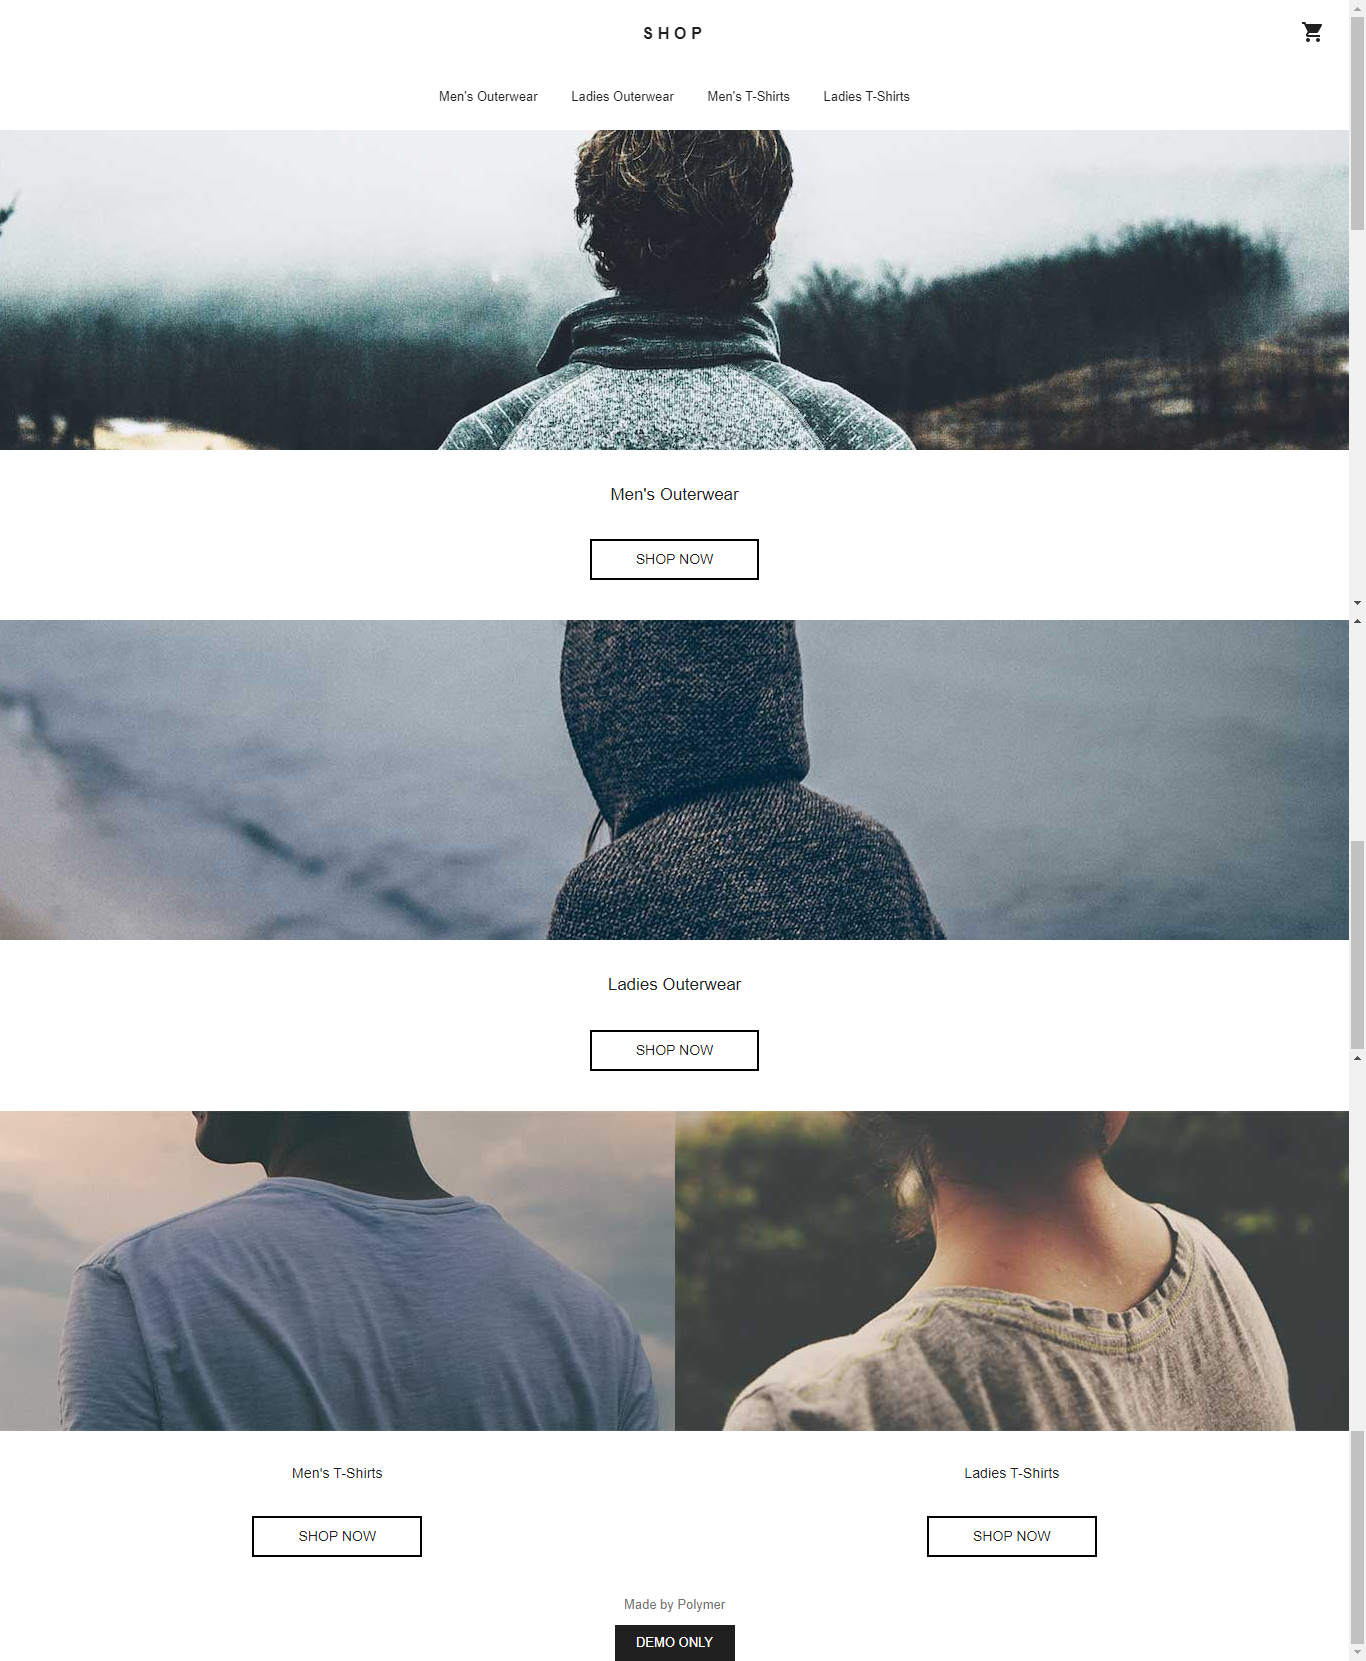 SHOP
Men's Outerwear Ladies Outerwear Men's T-Shirts Ladies T-Shirts
Men's Outerwear
SHOP NOW
Ladies Outerwear
SHOP NOW
Men's T-Shirts
SHOP NOW
Ladies T-Shirts
SHOP NOW
Made by Polymer
DEMO ONLY